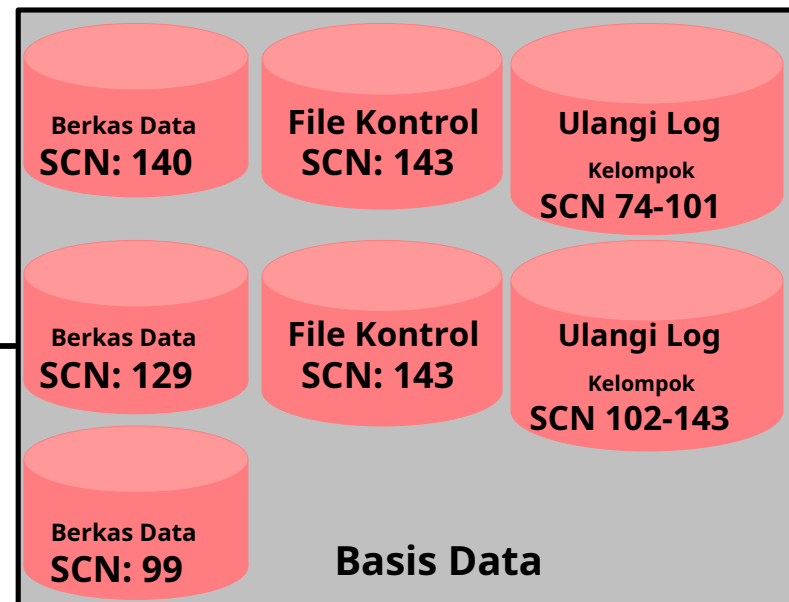 Berkas Data
SCN: 140
File Kontrol
SCN: 143
Ulangi Log
Kelompok
SCN 74-101
Berkas Data
SCN: 129
File Kontrol
SCN: 143
Ulangi Log
Kelompok
SCN 102-143
Berkas Data
SCN: 99
Basis Data